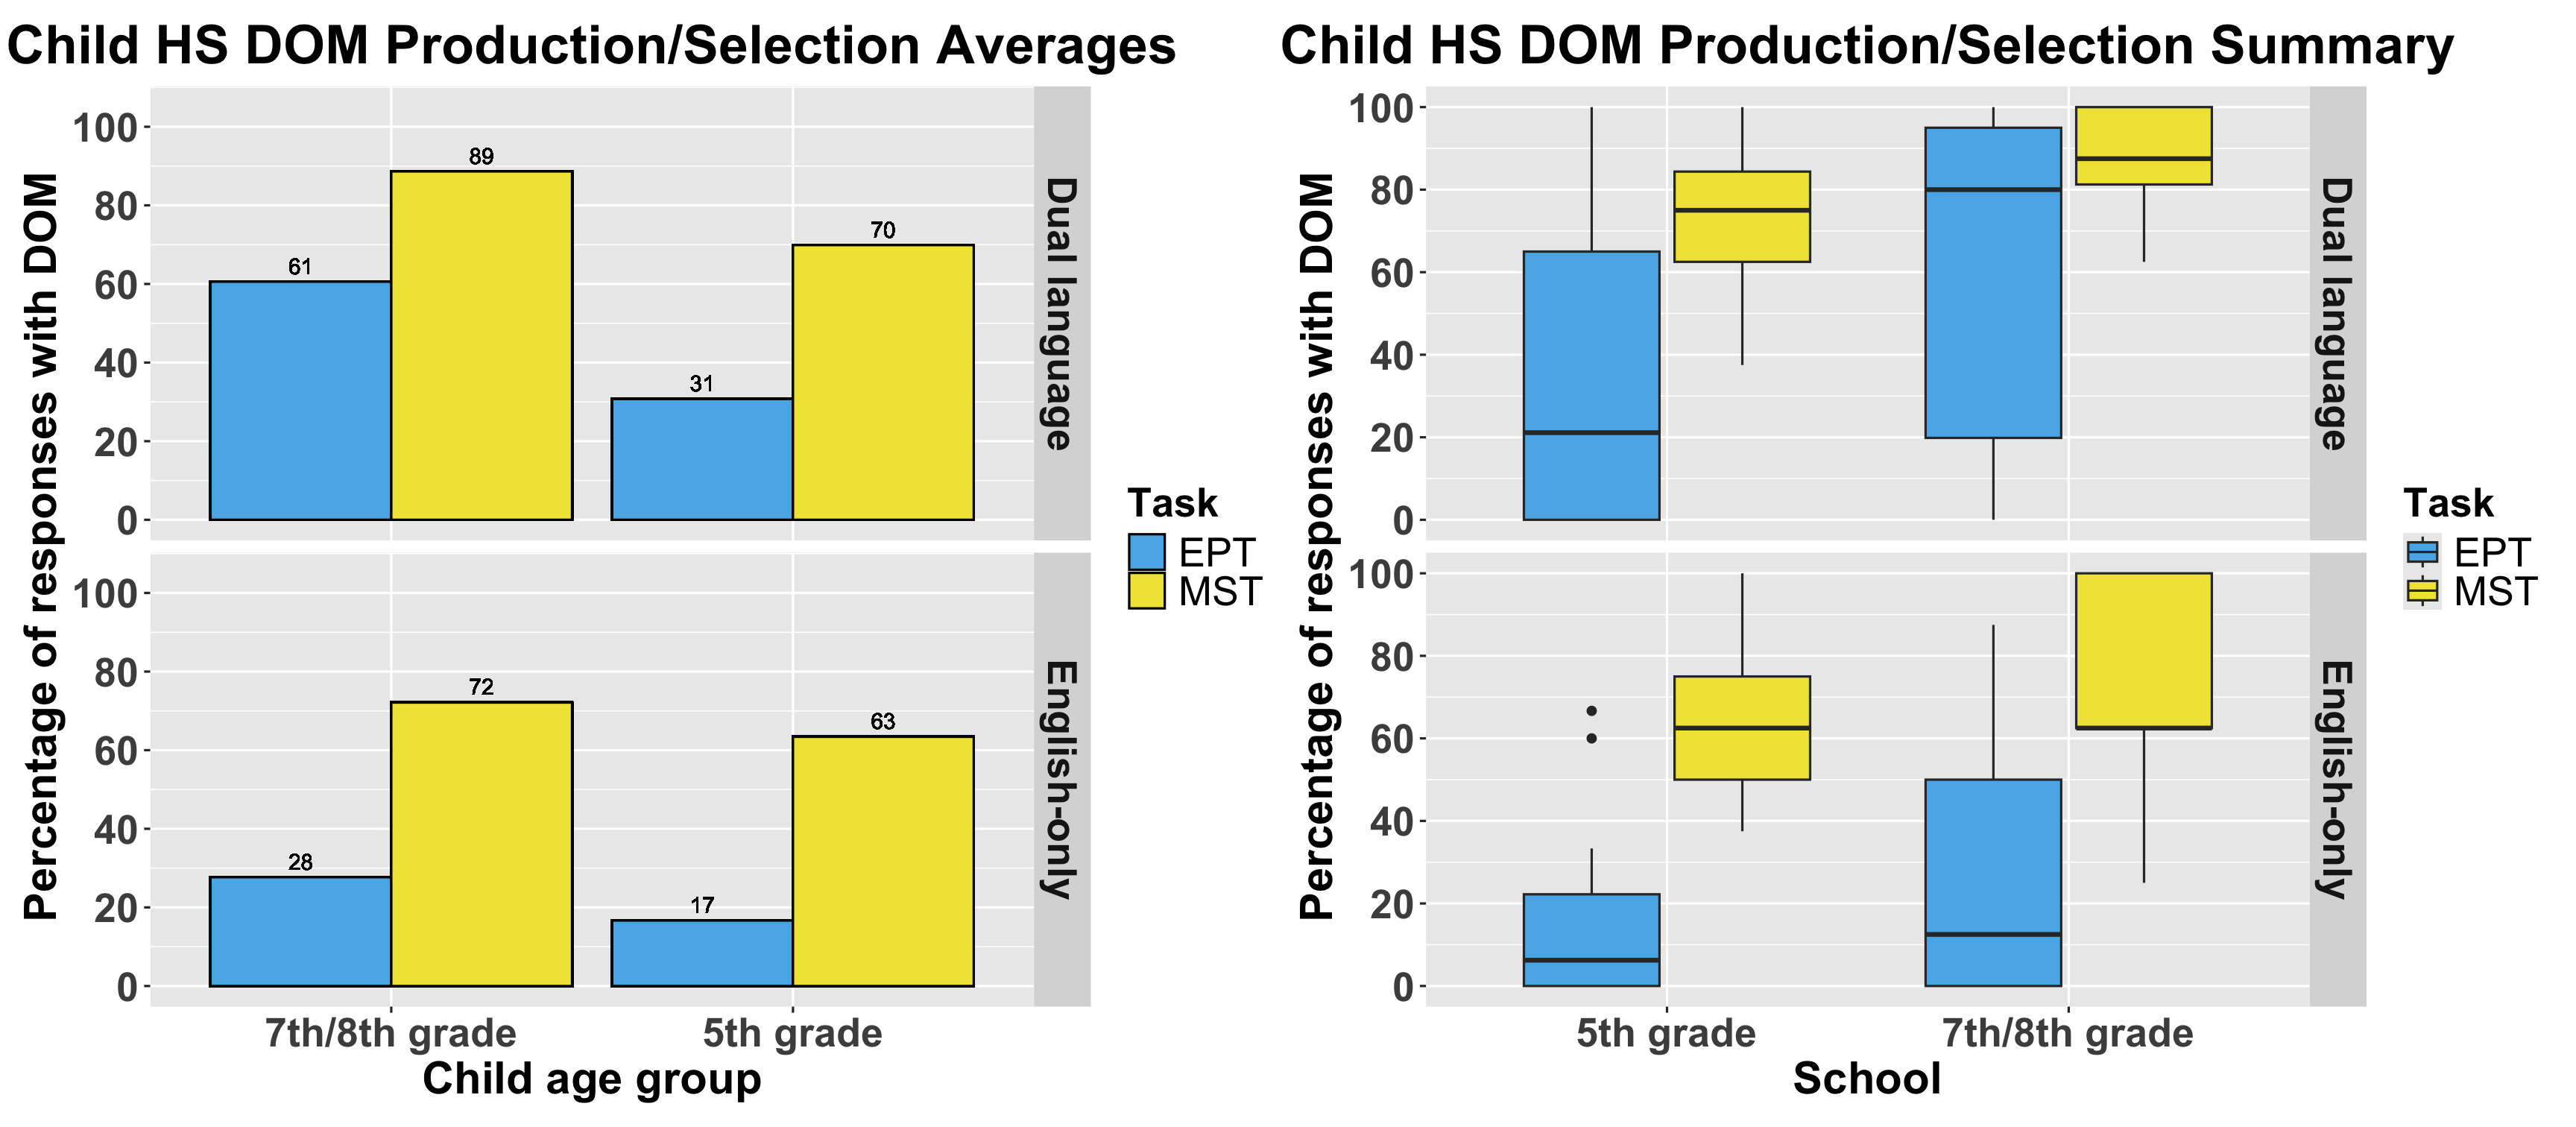 Child HS DOM Production/Selection Averages
Percentage of responses with DOM
100
80
60
40
20
0
61
89
31
70
Dual language
100
80
60
40
20
0
28
72
17
63
English-only
7th/8th grade
5th grade
Child age group
Task
EPT
MST
Child HS DOM Production/Selection Summary
Percentage of responses with DOM
100
80
60
40
20
0
Dual language
100
80
60
40
20
0
English-only
5th grade
7th/8th grade
School
Task
EPT
MST